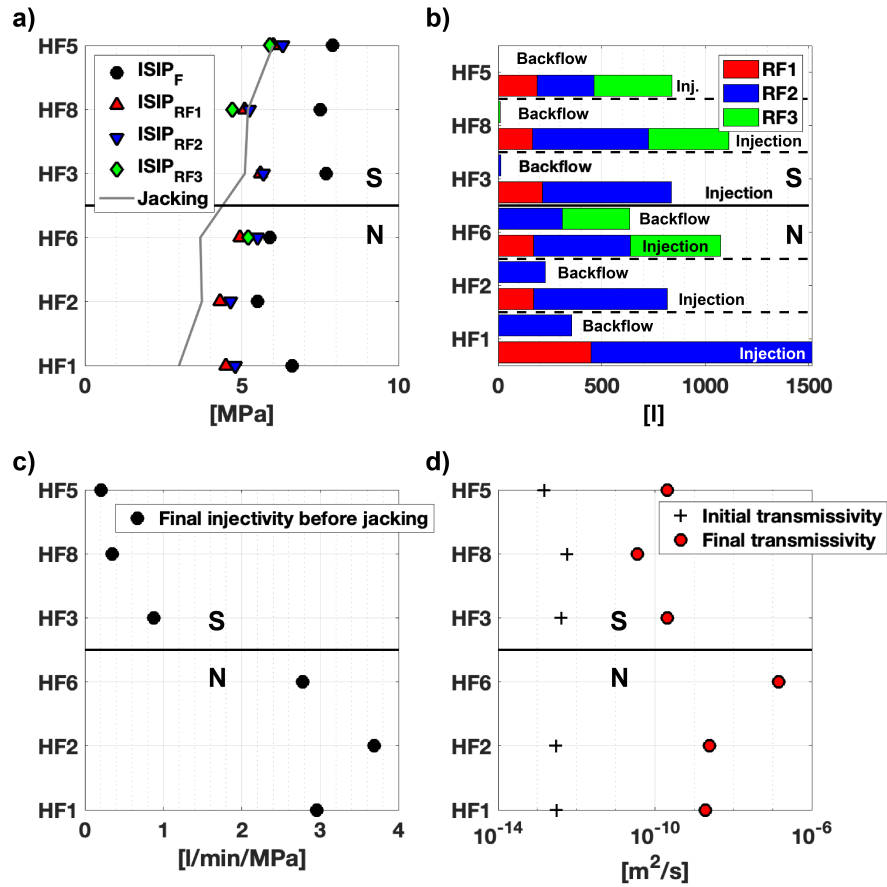 a)
HF5
HF8
HF3
HF6
HF2
HF1
ISIP_F
ISIP_RF1
ISIP_RF2
ISIP_RF3
Jacking
S
N
0
5
10
[MPa]
b)
HF5
HF8
HF3
HF6
HF2
HF1
RF1
RF2
RF3
Backflow
Inj.
Backflow
Injection
Backflow
Injection
S
N
Backflow
Injection
Backflow
Injection
Backflow
Injection
0
500
1000
1500
[l]
c)
HF5
HF8
HF3
HF6
HF2
HF1
Final injectivity before jacking
S
N
0
1
2
3
4
[l/min/MPa]
d)
HF5
HF8
HF3
HF6
HF2
HF1
Initial transmissivity
Final transmissivity
S
N
10^-14
10^-10
10^-6
[m^2/s]